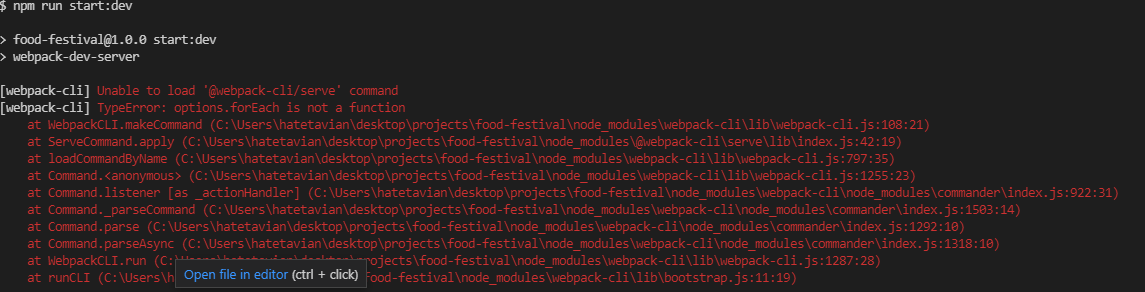 $ npm run start:dev
> food-festival@1.0.0 start:dev
> webpack-dev-server
[webpack-cli] Unable to load '@webpack-cli/serve' command
[webpack-cli] TypeError: options.forEach is not a function
at WebpackCLI.makeCommand (C:\Users\hatetavian\desktop\projects\food-festival\node_modules\webpack-cli\lib\webpack-cli.js:108:21)
at ServeCommand.apply (C:\Users\hatetavian\desktop\projects\food-festival\node_modules\@webpack-cli\serve\lib\index.js:42:19)
at loadCommandByName (C:\Users\hatetavian\desktop\projects\food-festival\node_modules\webpack-cli\lib\webpack-cli.js:797:35)
at Command.<anonymous> (C:\Users\hatetavian\desktop\projects\food-festival\node_modules\webpack-cli\lib\webpack-cli.js:1255:23)
at Command.listener [as _actionHandler] (C:\Users\hatetavian\desktop\projects\food-festival\node_modules\webpack-cli\node_modules\commander\index.js:922:31)
at Command._parseCommand (C:\Users\hatetavian\desktop\projects\food-festival\node_modules\webpack-cli\node_modules\commander\index.js:1503:14)
at Command.parse (C:\Users\hatetavian\desktop\projects\food-festival\node_modules\webpack-cli\node_modules\commander\index.js:1292:10)
at Command.parseAsync (C:\Users\hatetavian\desktop\projects\food-festival\node_modules\webpack-cli\node_modules\commander\index.js:1318:10)
at WebpackCLI.run (C:\Users\hatetavian\desktop\projects\food-festival\node_modules\webpack-cli\lib\webpack-cli.js:1287:28)
at runCLI (C:\Users\h food-festival\node_modules\webpack-cli\lib\bootstrap.js:11:19)
Open file in editor (ctrl + click)